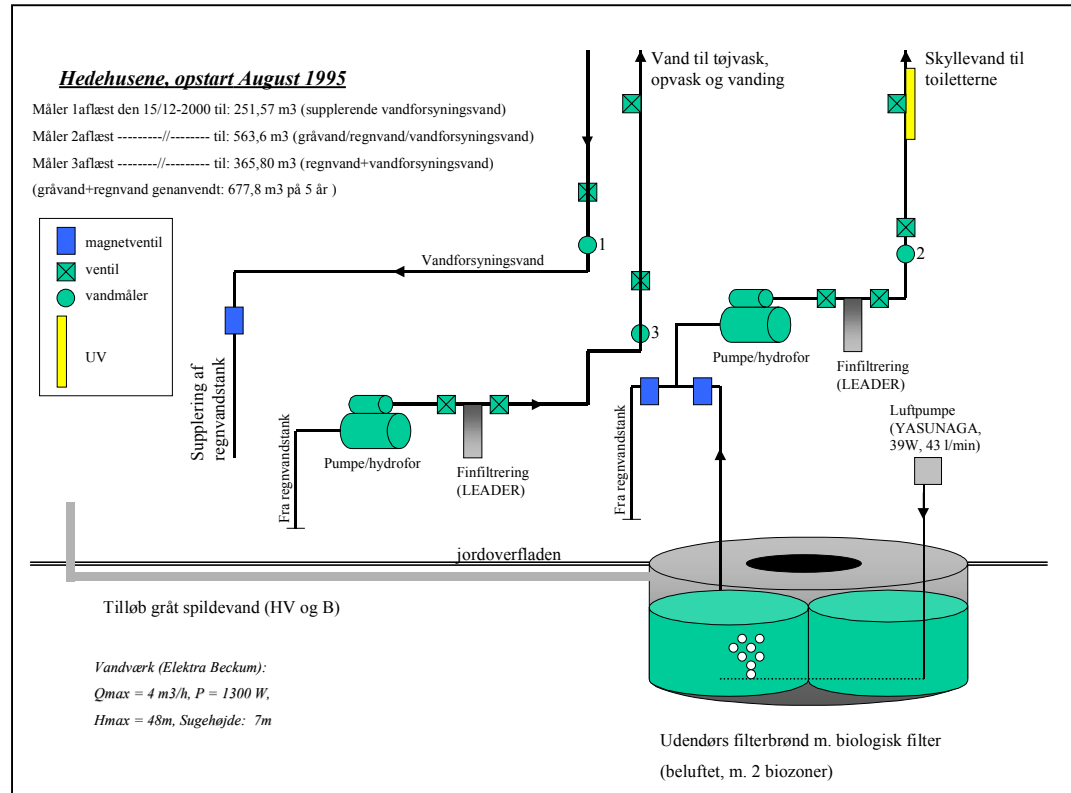 Hedehusene, opstart August 1995
Måler 1aflæst den 15/12-2000 til: 251,57 m3 (supplerende vandforsyningsvand)
Måler 2aflæst ---------//-------- til: 563,6 m3 (gråvand/regnvand/vandforsyningsvand)
Måler 3aflæst --------//--------- til: 365,80 m3 (regnvand+vandforsyningsvand)
(gråvand+regnvand genanvendt: 677,8 m3 på 5 år )
Vand til tøjvask,
opvask og vanding
Skyllevand til
toiletterne
magnetventil
ventil
vandmåler
UV
1
Vandforsyningsvand
2
3
Supplering af
regnvandstank
Pumpe/hydrofor
Finfiltrering
(LEADER)
Fra regnvandstank
Pumpe/hydrofor
Finfiltrering
(LEADER)
Fra regnvandstank
Luftpumpe
(YASUNAGA,
39W, 43 l/min)
jordoverfladen
Tilløb gråt spildevand (HV og B)
Vandværk (Elektra Beckum):
Qmax = 4 m3/h, P = 1300 W,
Hmax = 48m, Sugehøjde: 7m
Udendørs filterbrønd m. biologisk filter
(beluftet, m. 2 biozoner)